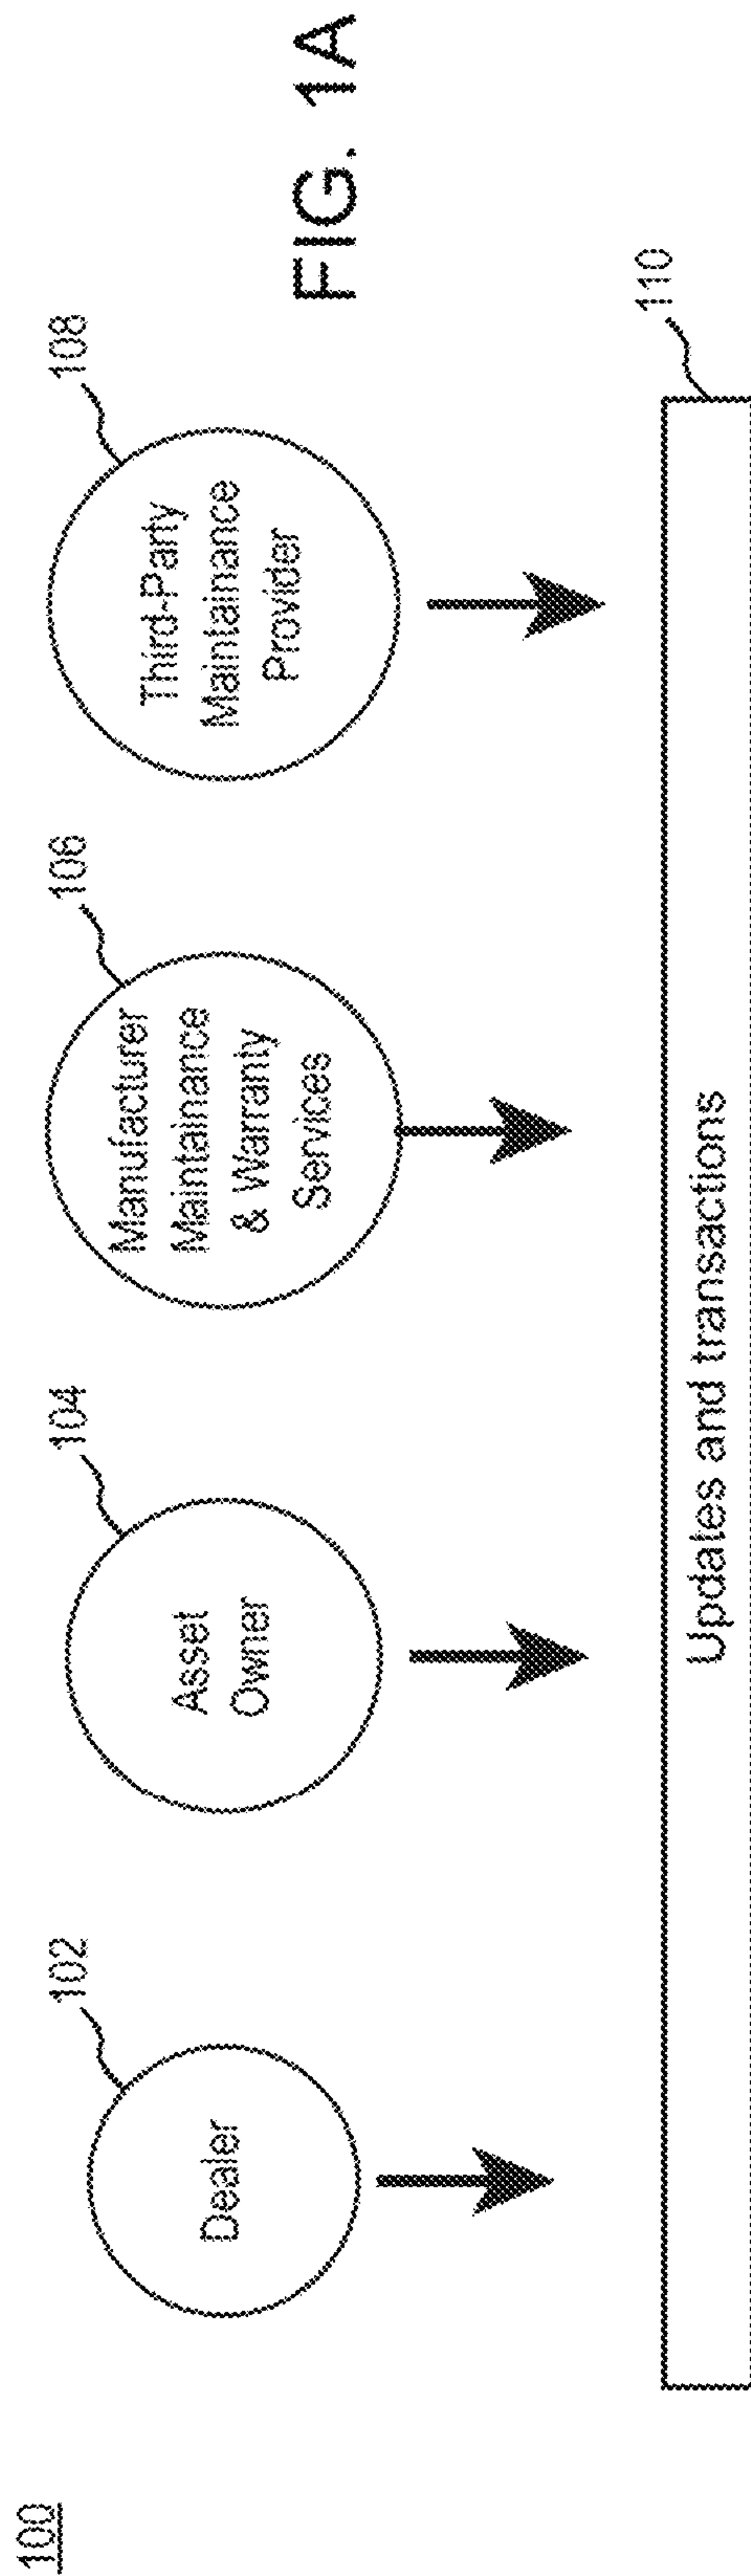 100
102
104
106
108
Dealer
Asset
Owner
Manufacturer
Maintainance
& Warranty
Services
Third-Party
Maintainance
Provider
FIG. 1A
110
Updates and transactions